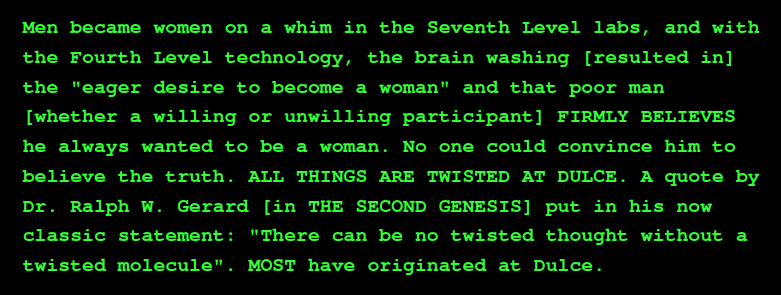 Men became women on a whim in the Seventh Level labs, and with
the Fourth Level technology, the brain washing [resulted in]
the "eager desire to become a woman" and that poor man
[whether a willing or unwilling participant] FIRMLY BELIEVES
he always wanted to be a woman. No one could convince him to
believe the truth. ALL THINGS ARE TWISTED AT DULCE. A quote by
Dr. Ralph W. Gerard [in THE SECOND GENESIS] put in his now
classic statement: "There can be no twisted thought without a
twisted molecule". MOST have originated at Dulce.